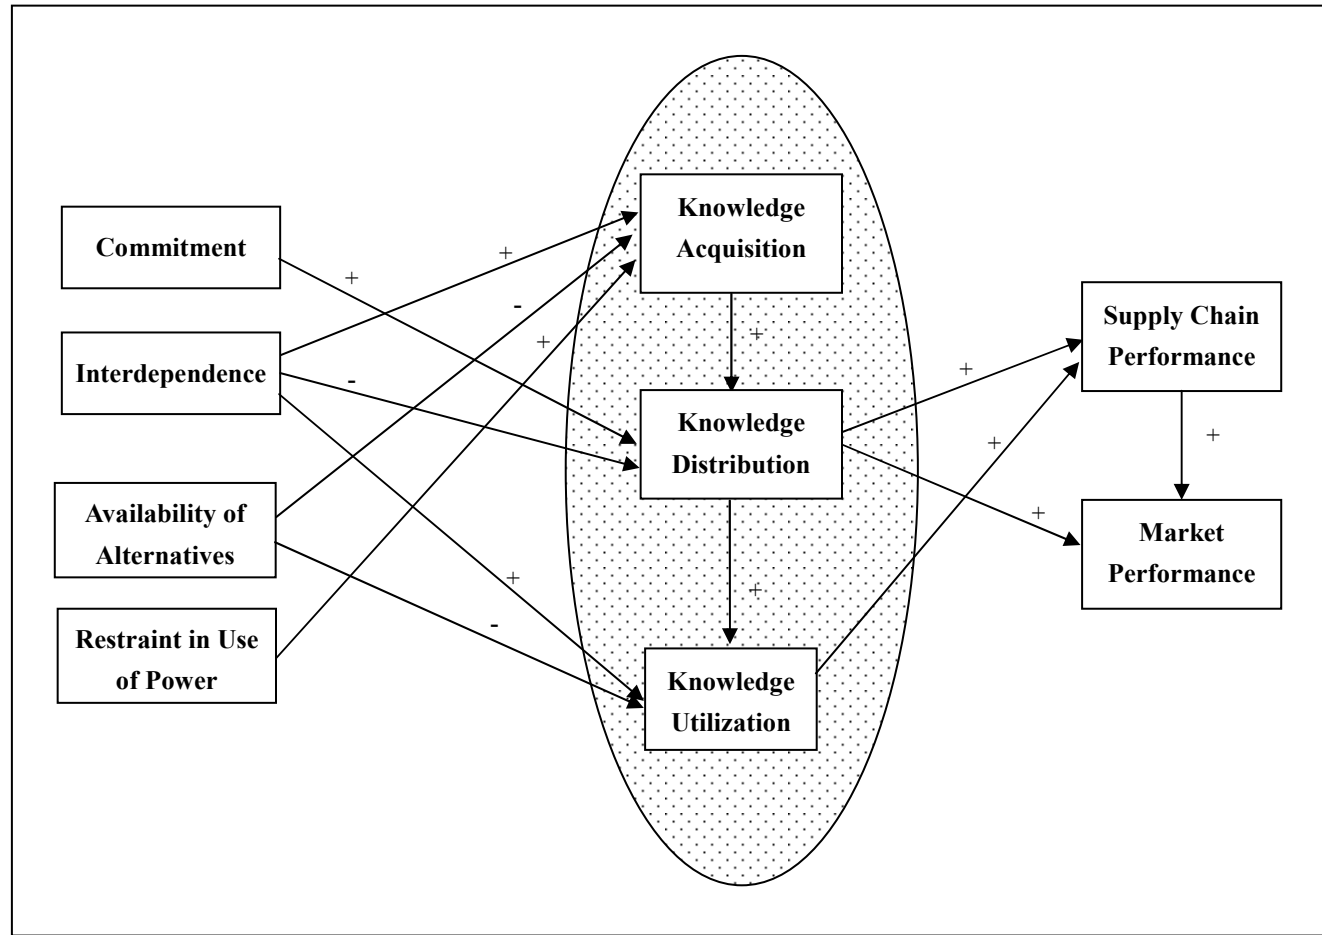 Commitment
Interdependence
Availability of
Alternatives
Restraint in Use
of Power
+
+
-
+
-
+
-
Knowledge
Acquisition
+
Knowledge
Distribution
+
Knowledge
Utilization
+
+
+
Supply Chain
Performance
+
Market
Performance